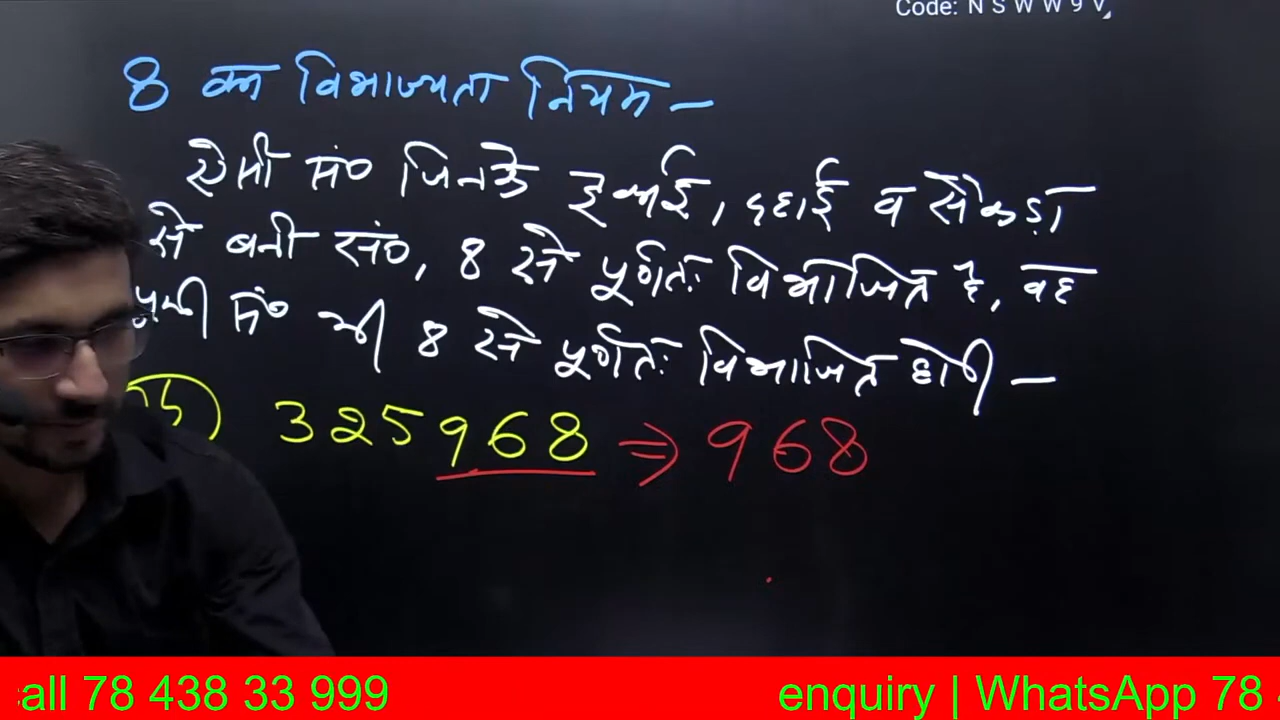 Code: N S W W 9 V
8 का विभाज्यता नियम -
ऐसी सं० जिनके इकाई, दहाई व सैकड़ा
से बनी सं०, 8 से पूर्णतः विभाजित है, वह
सं० भी 8 से पूर्णतः विभाजित होगी -
325968 ⇒ 968
all 78 438 33 999 enquiry | WhatsApp 78